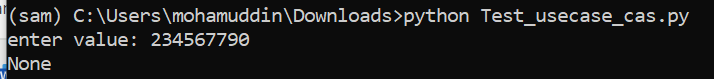 (sam) C:\Users\mohamuddin\Downloads>python Test_usecase_cas.py
enter value: 234567790
None